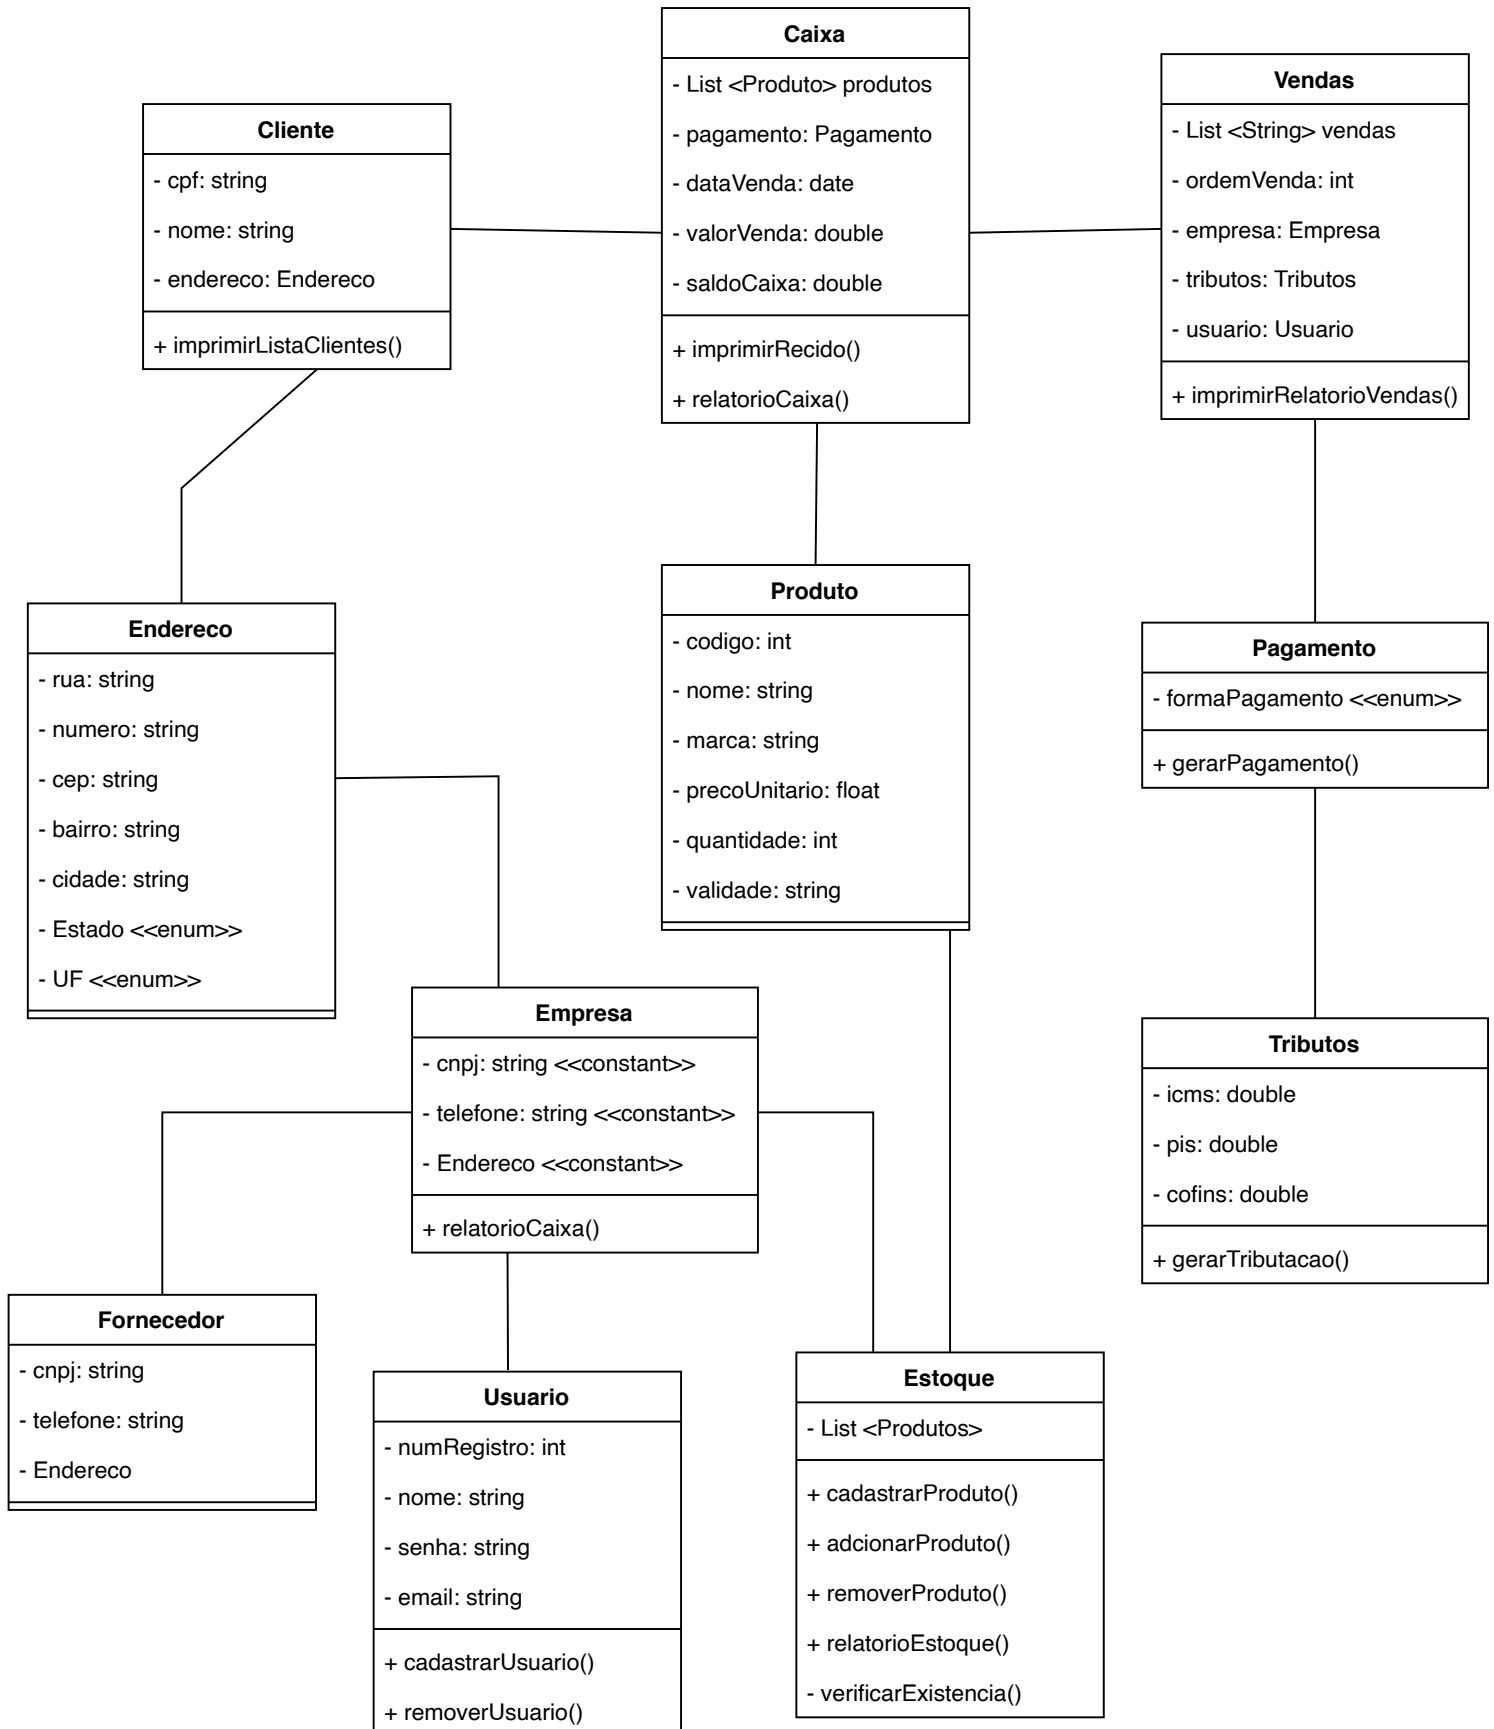 Caixa
- List <Produto> produtos
- pagamento: Pagamento
- dataVenda: date
- valorVenda: double
- saldoCaixa: double
+ imprimirRecido()
+ relatorioCaixa()
Vendas
- List <String> vendas
- ordemVenda: int
- empresa: Empresa
- tributos: Tributos
- usuario: Usuario
+ imprimirRelatorioVendas()
Cliente
- cpf: string
- nome: string
- endereco: Endereco
+ imprimirListaClientes()
Produto
- codigo: int
- nome: string
- marca: string
- precoUnitario: float
- quantidade: int
- validade: string
Endereco
- rua: string
- numero: string
- cep: string
- bairro: string
- cidade: string
- Estado <<enum>>
- UF <<enum>>
Pagamento
- formaPagamento <<enum>>
+ gerarPagamento()
Empresa
- cnpj: string <<constant>>
- telefone: string <<constant>>
- Endereco <<constant>>
+ relatorioCaixa()
Tributos
- icms: double
- pis: double
- cofins: double
+ gerarTributacao()
Fornecedor
- cnpj: string
- telefone: string
- Endereco
Usuario
- numRegistro: int
- nome: string
- senha: string
- email: string
+ cadastrarUsuario()
+ removerUsuario()
Estoque
- List <Produtos>
+ cadastrarProduto()
+ adcionarProduto()
+ removerProduto()
+ relatorioEstoque()
- verificarExistencia()